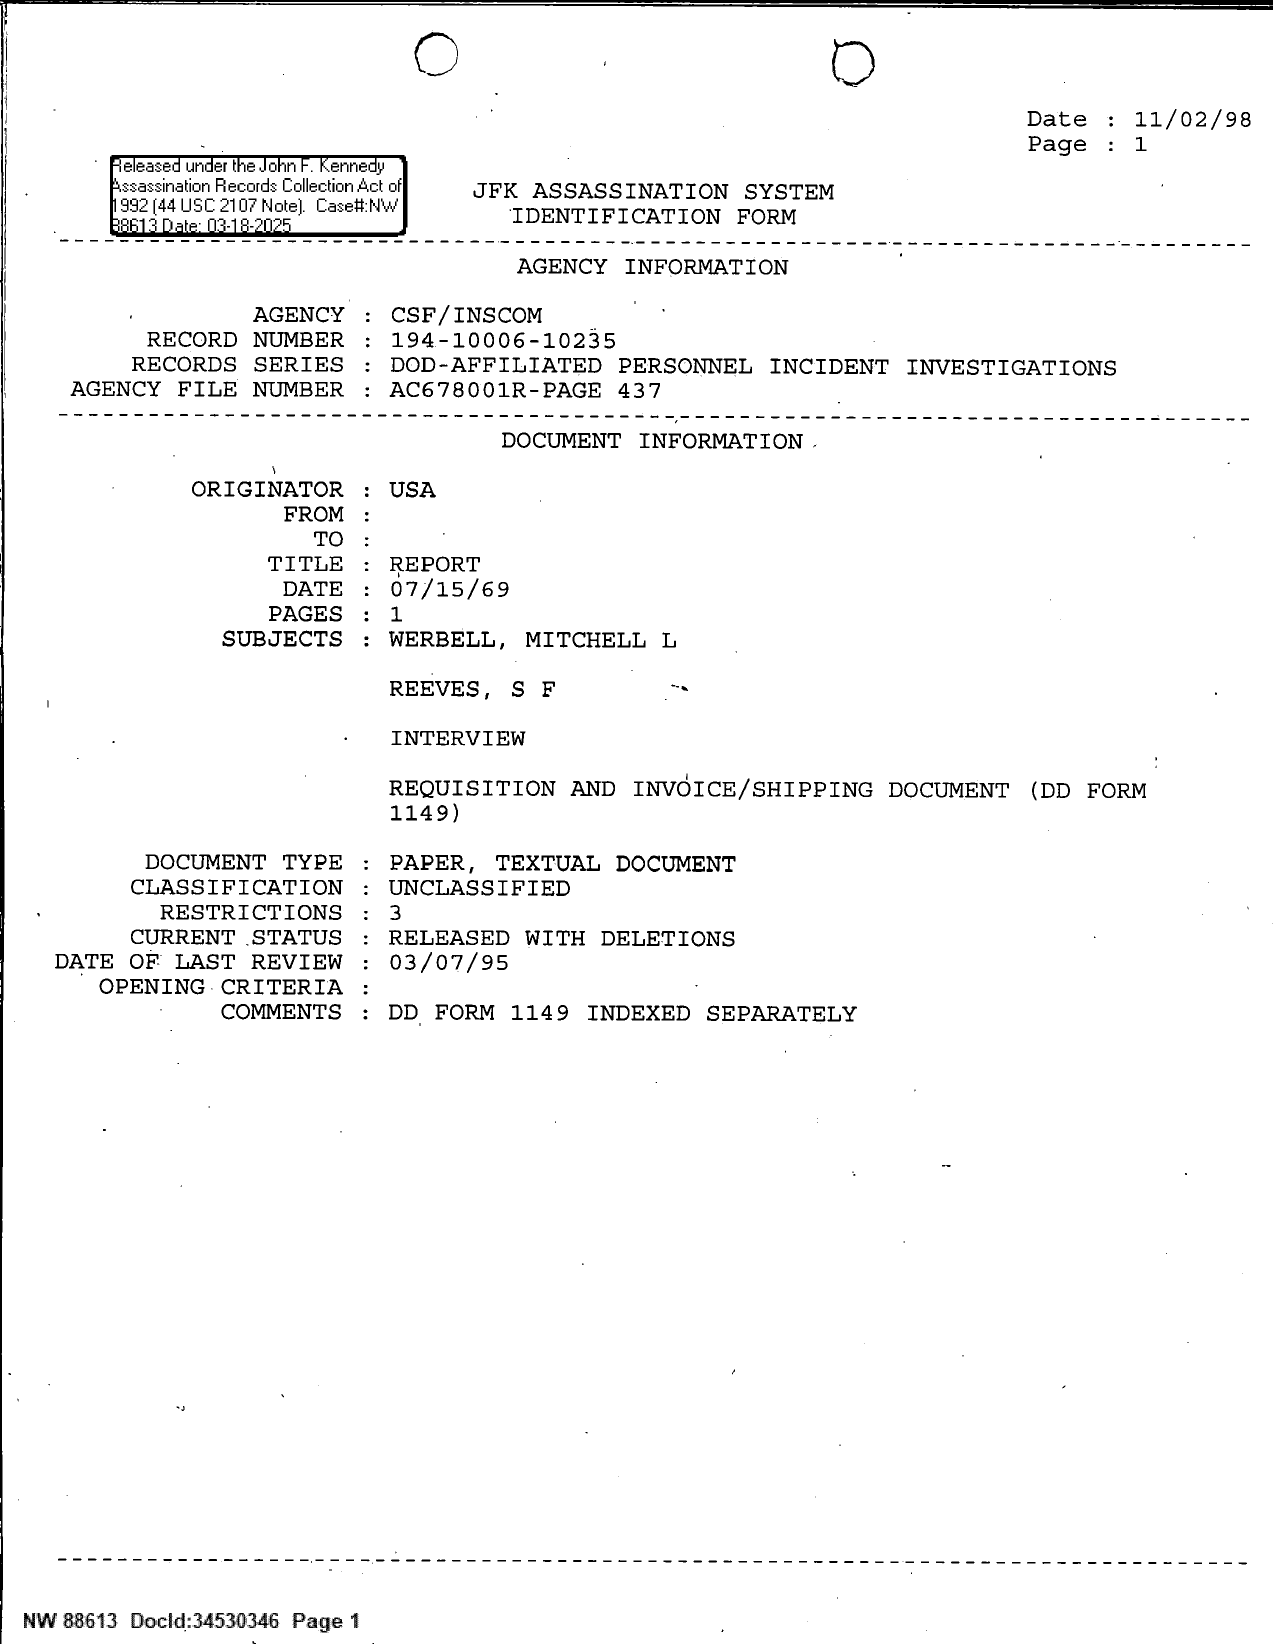 Date : 11/02/98
Page : 1
Released under the John F. Kennedy
Assassination Records Collection Act of
1992 (44 USC 2107 Note). Case#:NW
88613 Date: 03-18-2025
JFK ASSASSINATION SYSTEM
IDENTIFICATION FORM
AGENCY INFORMATION
AGENCY : CSF/INSCOM
RECORD NUMBER : 194-10006-10235
RECORDS SERIES : DOD-AFFILIATED PERSONNEL INCIDENT INVESTIGATIONS
AGENCY FILE NUMBER : AC678001R-PAGE 437
DOCUMENT INFORMATION
ORIGINATOR : USA
FROM :
TO :
TITLE : REPORT
DATE : 07/15/69
PAGES : 1
SUBJECTS : WERBELL, MITCHELL L
REEVES, S F
INTERVIEW
REQUISITION AND INVOICE/SHIPPING DOCUMENT (DD FORM
1149)
DOCUMENT TYPE : PAPER, TEXTUAL DOCUMENT
CLASSIFICATION : UNCLASSIFIED
RESTRICTIONS : 3
CURRENT STATUS : RELEASED WITH DELETIONS
DATE OF LAST REVIEW : 03/07/95
OPENING CRITERIA :
COMMENTS : DD FORM 1149 INDEXED SEPARATELY
NW 88613 DocId:34530346 Page 1